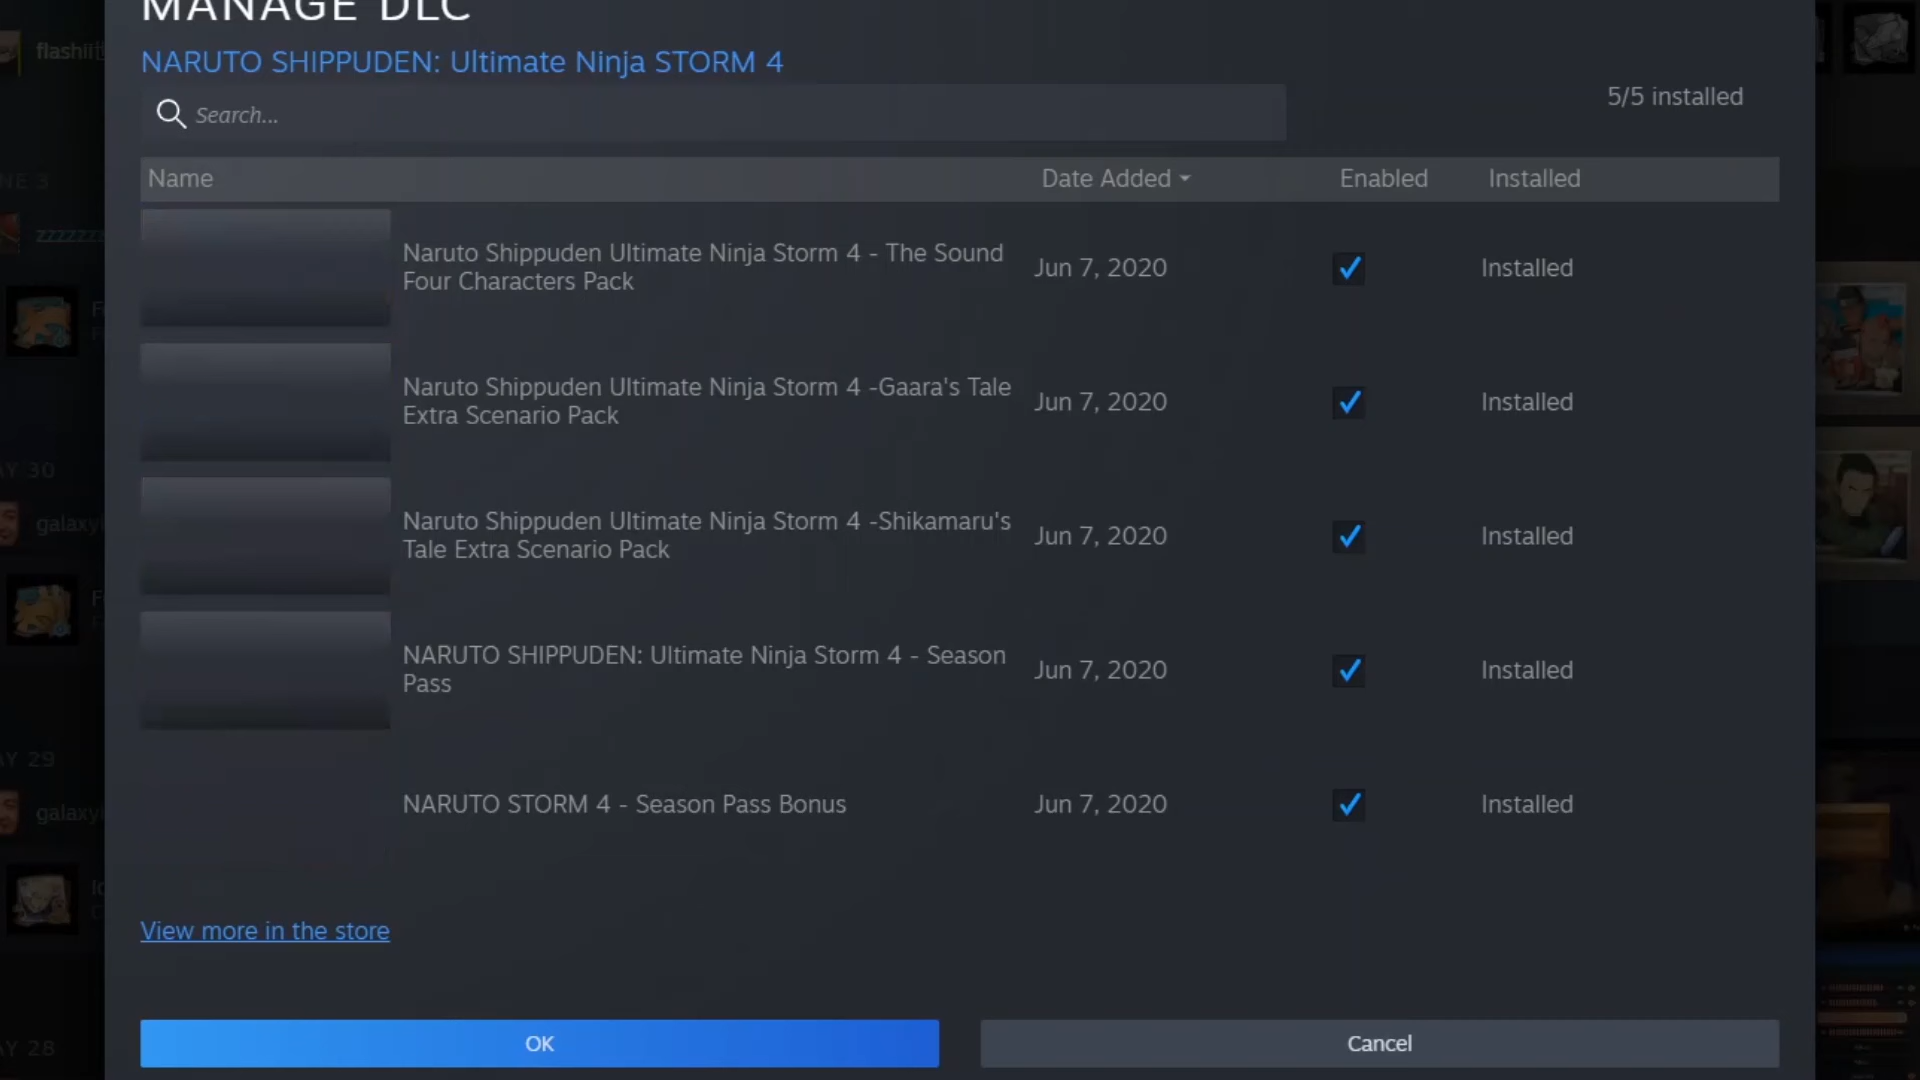 MANAGE DLC
NARUTO SHIPPUDEN: Ultimate Ninja STORM 4
Search...
5/5 installed
Name
Date Added
Enabled
Installed
Naruto Shippuden Ultimate Ninja Storm 4 - The Sound
Four Characters Pack
Jun 7, 2020
Installed
Naruto Shippuden Ultimate Ninja Storm 4 -Gaara's Tale
Extra Scenario Pack
Jun 7, 2020
Installed
Naruto Shippuden Ultimate Ninja Storm 4 -Shikamaru's
Tale Extra Scenario Pack
Jun 7, 2020
Installed
NARUTO SHIPPUDEN: Ultimate Ninja Storm 4 - Season
Pass
Jun 7, 2020
Installed
NARUTO STORM 4 - Season Pass Bonus
Jun 7, 2020
Installed
View more in the store
OK
Cancel